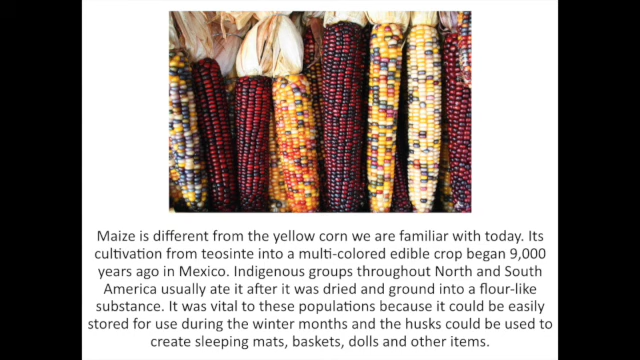 Maize is different from the yellow corn we are familiar with today. Its
cultivation from teosinte into a multi-colored edible crop began 9,000
years ago in Mexico. Indigenous groups throughout North and South
America usually ate it after it was dried and ground into a flour-like
substance. It was vital to these populations because it could be easily
stored for use during the winter months and the husks could be used to
create sleeping mats, baskets, dolls and other items.